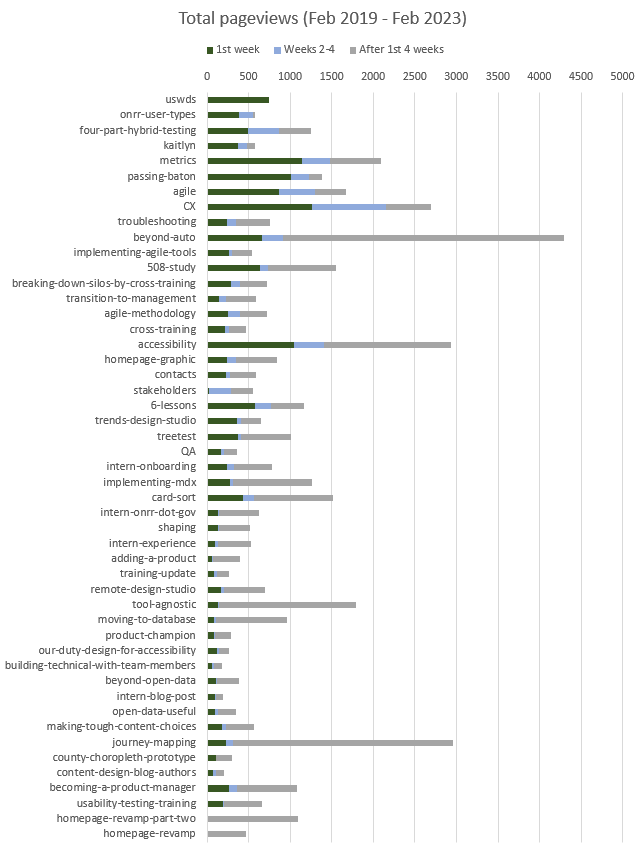 Total pageviews (Feb 2019 - Feb 2023)
1st week Weeks 2-4 After 1st 4 weeks
0 500 1000 1500 2000 2500 3000 3500 4000 4500 5000
uswds
onrr-user-types
four-part-hybrid-testing
kaitlyn
metrics
passing-baton
agile
CX
troubleshooting
beyond-auto
implementing-agile-tools
508-study
breaking-down-silos-by-cross-training
transition-to-management
agile-methodology
cross-training
accessibility
homepage-graphic
contacts
stakeholders
6-lessons
trends-design-studio
treetest
QA
intern-onboarding
implementing-mdx
card-sort
intern-onrr-dot-gov
shaping
intern-experience
adding-a-product
training-update
remote-design-studio
tool-agnostic
moving-to-database
product-champion
our-duty-design-for-accessibility
building-technical-with-team-members
beyond-open-data
intern-blog-post
open-data-useful
making-tough-content-choices
journey-mapping
county-choropleth-prototype
content-design-blog-authors
becoming-a-product-manager
usability-testing-training
homepage-revamp-part-two
homepage-revamp